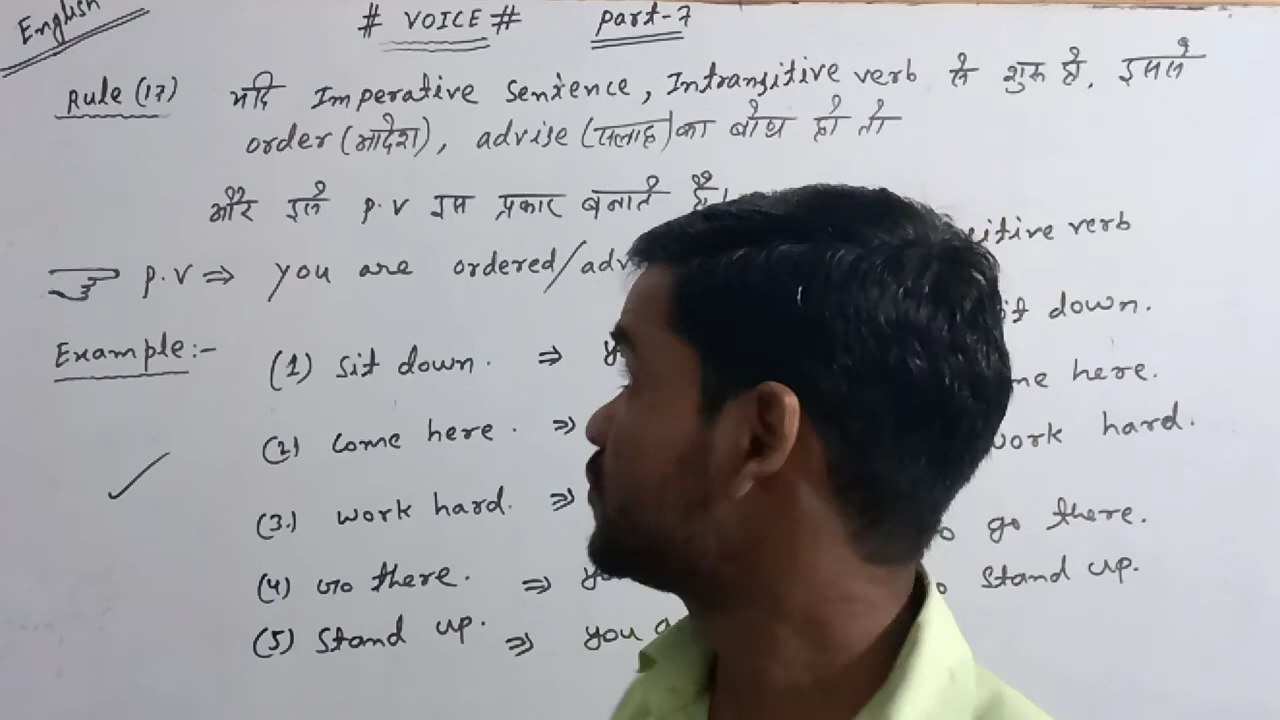 English
# VOICE # Part-7
Rule (17) यदि Imperative sentence, Intransitive verb से शुरू हो, इससे
order (आदेश), advise (सलाह) का बोध हो तो
और इसे P.V इस प्रकार बनाते हैं।
P.V ⇒ you are ordered/adv sitive verb
Example:- (1) sit down. ⇒ y sit down.
(2) come here. ⇒ me here.
(3.) work hard. ⇒ work hard.
(4) Go there. ⇒ yo o go there.
(5) stand up. ⇒ you a o stand up.